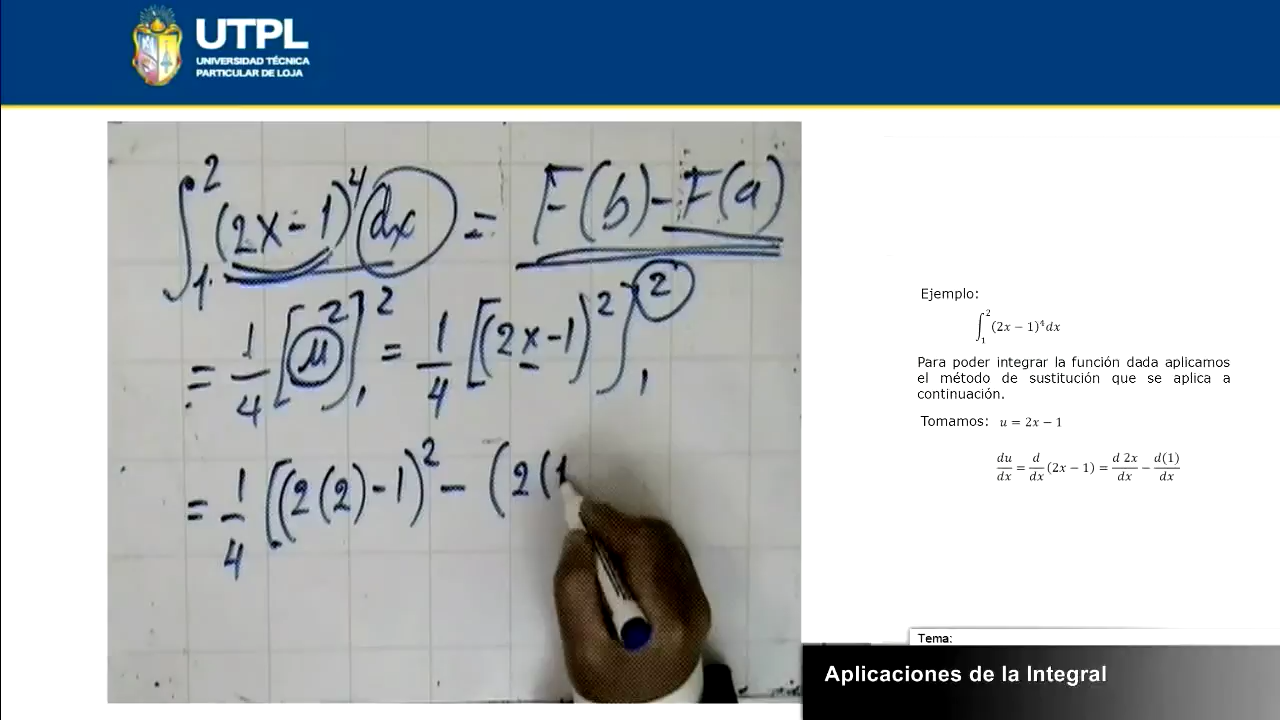 UTPL
UNIVERSIDAD TÉCNICA
PARTICULAR DE LOJA
∫₁² (2x-1)⁴ dx = F(b)-F(a)
= 1/4 [u²]₁² = 1/4 [(2x-1)²]₁²
= 1/4 [(2(2)-1)² - (2(1
Ejemplo:
∫₁² (2x − 1)⁴dx
Para poder integrar la función dada aplicamos
el método de sustitución que se aplica a
continuación.
Tomamos: u = 2x − 1
du/dx = d/dx (2x − 1) = d 2x/dx − d(1)/dx
Tema:
Aplicaciones de la Integral